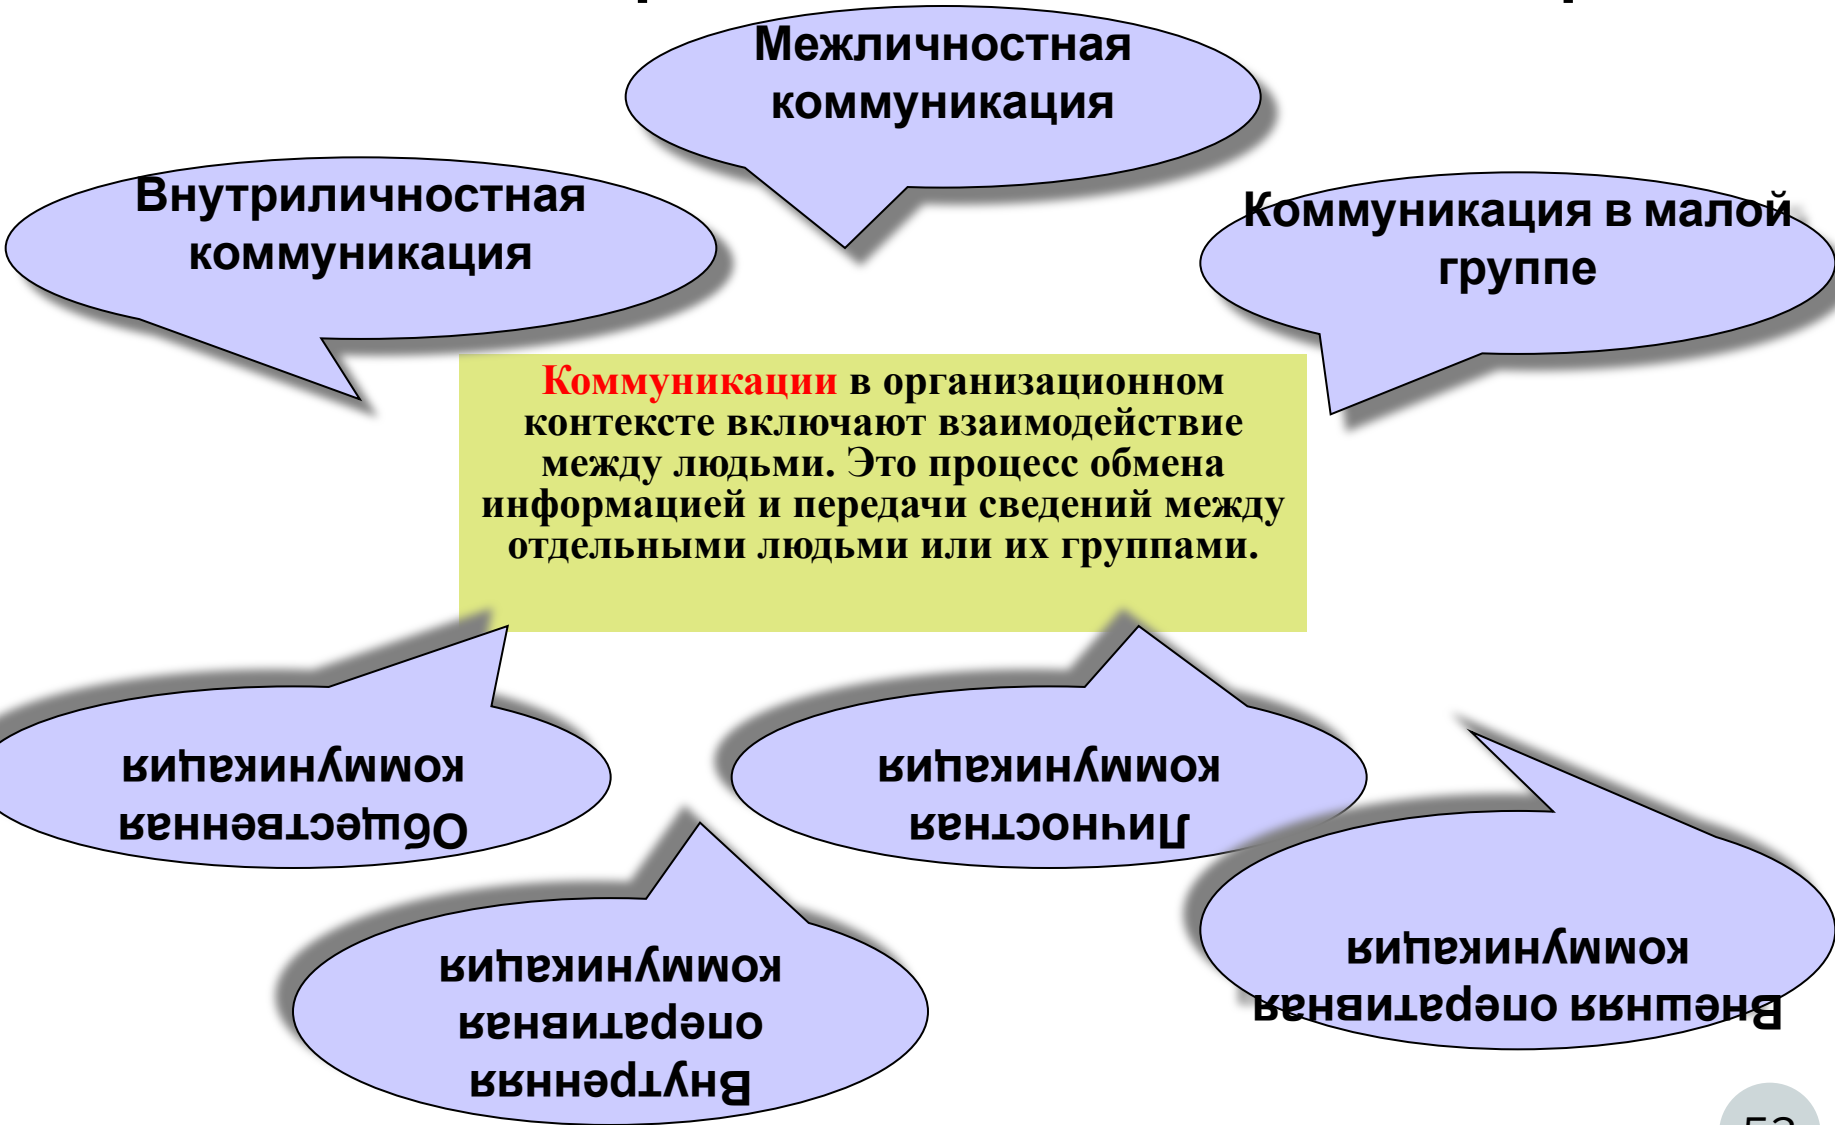 Межличностная
коммуникация
Внутриличностная
коммуникация
Коммуникация в малой
группе
Коммуникации в организационном
контексте включают взаимодействие
между людьми. Это процесс обмена
информацией и передачи сведений между
отдельными людьми или их группами.
Общественная
коммуникация
Личностная
коммуникация
Внутренняя
оперативная
коммуникация
Внешняя оперативная
коммуникация